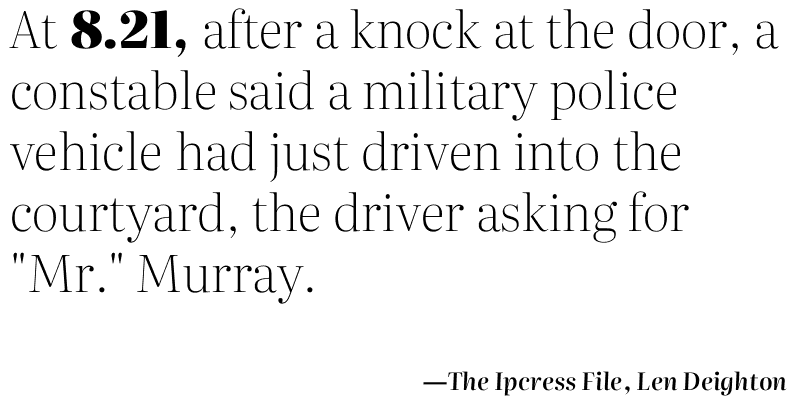 At 8.21, after a knock at the door, a
constable said a military police
vehicle had just driven into the
courtyard, the driver asking for
"Mr." Murray.
—The Ipcress File, Len Deighton